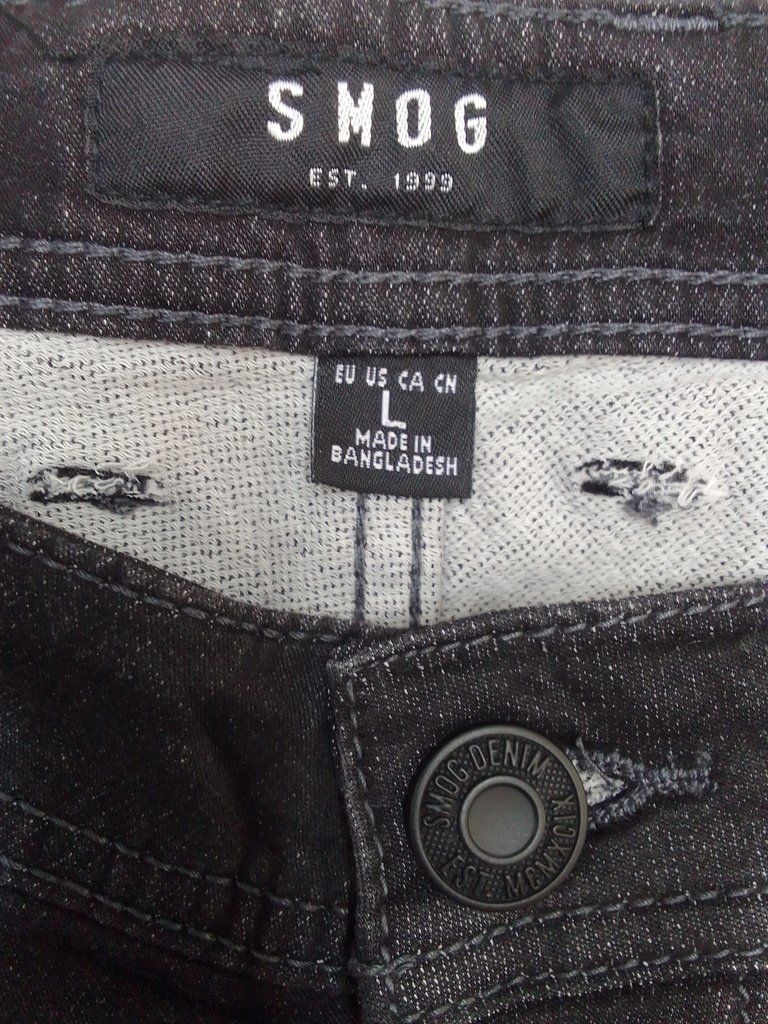 SMOG
EST. 1999
EU US CA CN
L
MADE IN
BANGLADESH
SMOG DENIM
EST. MCMXCIX